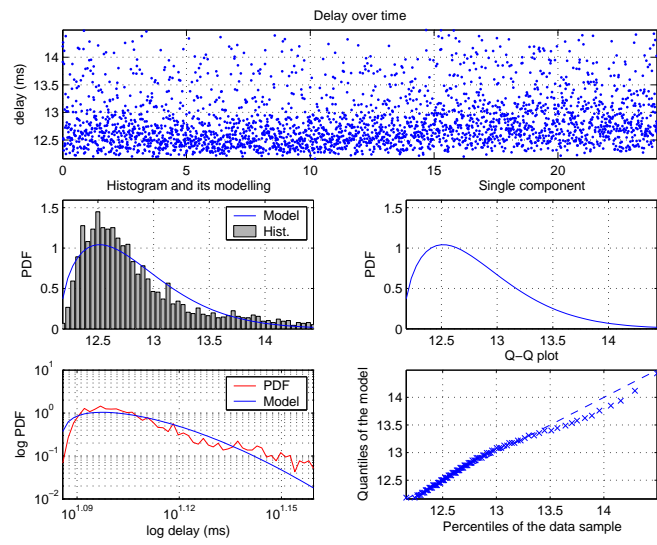 Delay over time
14
13.5
13
12.5
delay (ms)
0 5 10 15 20
Histogram and its modelling
Single component
1.5
1
0.5
0
PDF
Model
Hist.
12.5 13 13.5 14
1.5
1
0.5
0
PDF
12.5 13 13.5 14
Q−Q plot
10^1
10^0
10^−1
10^−2
log PDF
PDF
Model
10^1.09 10^1.12 10^1.15
log delay (ms)
14
13.5
13
12.5
Quantiles of the model
12.5 13 13.5 14
Percentiles of the data sample